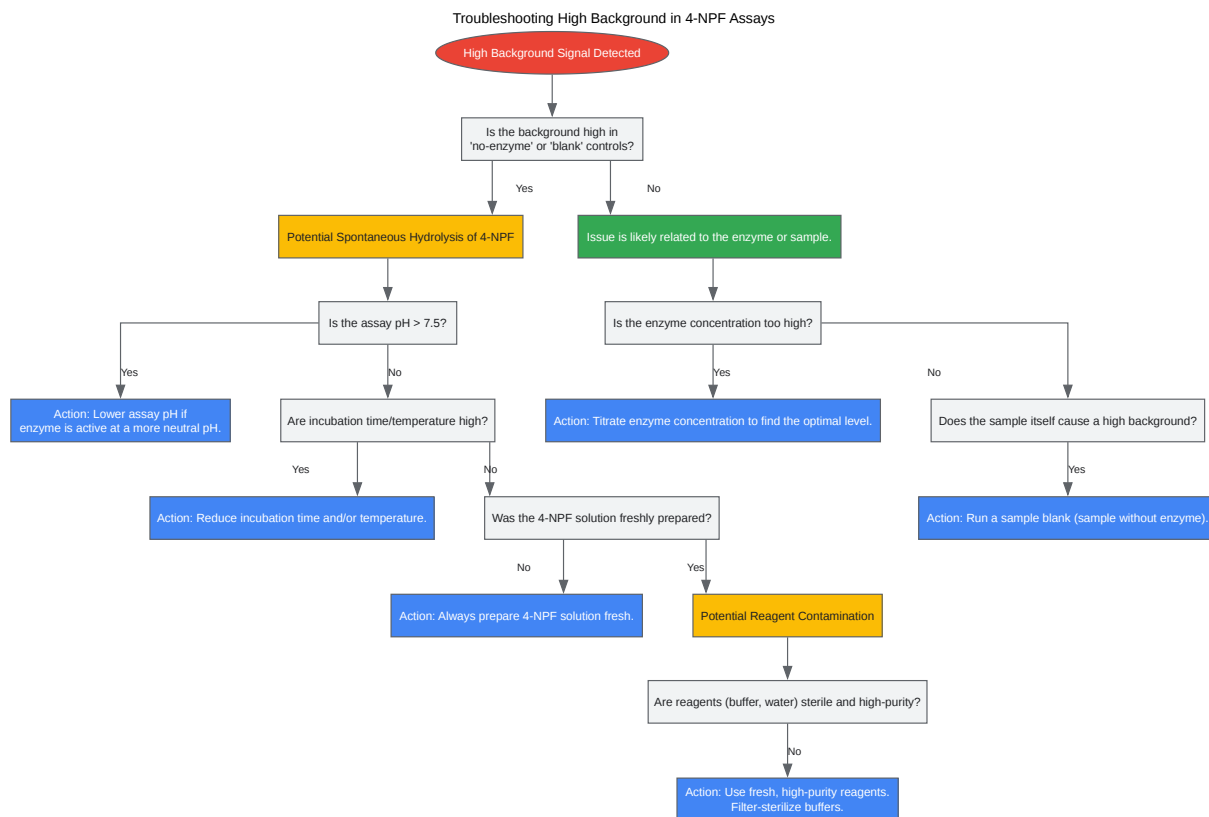 Troubleshooting High Background in 4-NPF Assays
High Background Signal Detected
Is the background high in
'no-enzyme' or 'blank' controls?
Yes
No
Potential Spontaneous Hydrolysis of 4-NPF
Issue is likely related to the enzyme or sample.
Is the assay pH > 7.5?
Is the enzyme concentration too high?
Yes
No
Yes
No
Action: Lower assay pH if
enzyme is active at a more neutral pH.
Are incubation time/temperature high?
Action: Titrate enzyme concentration to find the optimal level.
Does the sample itself cause a high background?
Yes
No
Yes
Action: Reduce incubation time and/or temperature.
Was the 4-NPF solution freshly prepared?
Action: Run a sample blank (sample without enzyme).
No
Yes
Action: Always prepare 4-NPF solution fresh.
Potential Reagent Contamination
Are reagents (buffer, water) sterile and high-purity?
No
Action: Use fresh, high-purity reagents.
Filter-sterilize buffers.